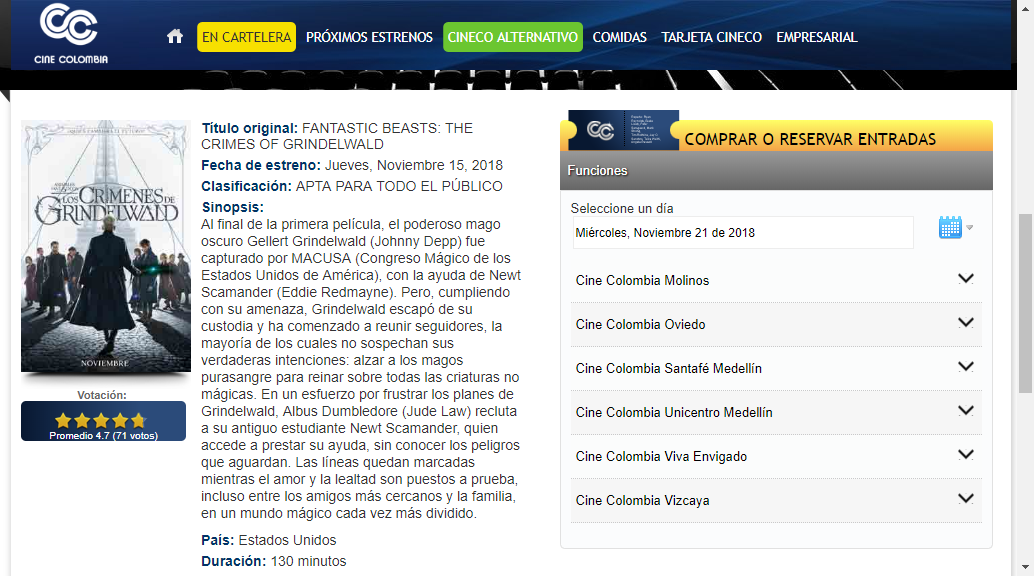 CINE COLOMBIA
EN CARTELERA
PRÓXIMOS ESTRENOS
CINECO ALTERNATIVO
COMIDAS
TARJETA CINECO
EMPRESARIAL
LOS CRÍMENES DE
GRINDELWALD
NOVIEMBRE
Votación:
Promedio 4.7 (71 votos)
Título original: FANTASTIC BEASTS: THE
CRIMES OF GRINDELWALD
Fecha de estreno: Jueves, Noviembre 15, 2018
Clasificación: APTA PARA TODO EL PÚBLICO
Sinopsis:
Al final de la primera película, el poderoso mago
oscuro Gellert Grindelwald (Johnny Depp) fue
capturado por MACUSA (Congreso Mágico de los
Estados Unidos de América), con la ayuda de Newt
Scamander (Eddie Redmayne). Pero, cumpliendo
con su amenaza, Grindelwald escapó de su
custodia y ha comenzado a reunir seguidores, la
mayoría de los cuales no sospechan sus
verdaderas intenciones: alzar a los magos
purasangre para reinar sobre todas las criaturas no
mágicas. En un esfuerzo por frustrar los planes de
Grindelwald, Albus Dumbledore (Jude Law) recluta
a su antiguo estudiante Newt Scamander, quien
accede a prestar su ayuda, sin conocer los peligros
que aguardan. Las líneas quedan marcadas
mientras el amor y la lealtad son puestos a prueba,
incluso entre los amigos más cercanos y la familia,
en un mundo mágico cada vez más dividido.
País: Estados Unidos
Duración: 130 minutos
COMPRAR O RESERVAR ENTRADAS
Funciones
Seleccione un día
Miércoles, Noviembre 21 de 2018
Cine Colombia Molinos
Cine Colombia Oviedo
Cine Colombia Santafé Medellín
Cine Colombia Unicentro Medellín
Cine Colombia Viva Envigado
Cine Colombia Vizcaya